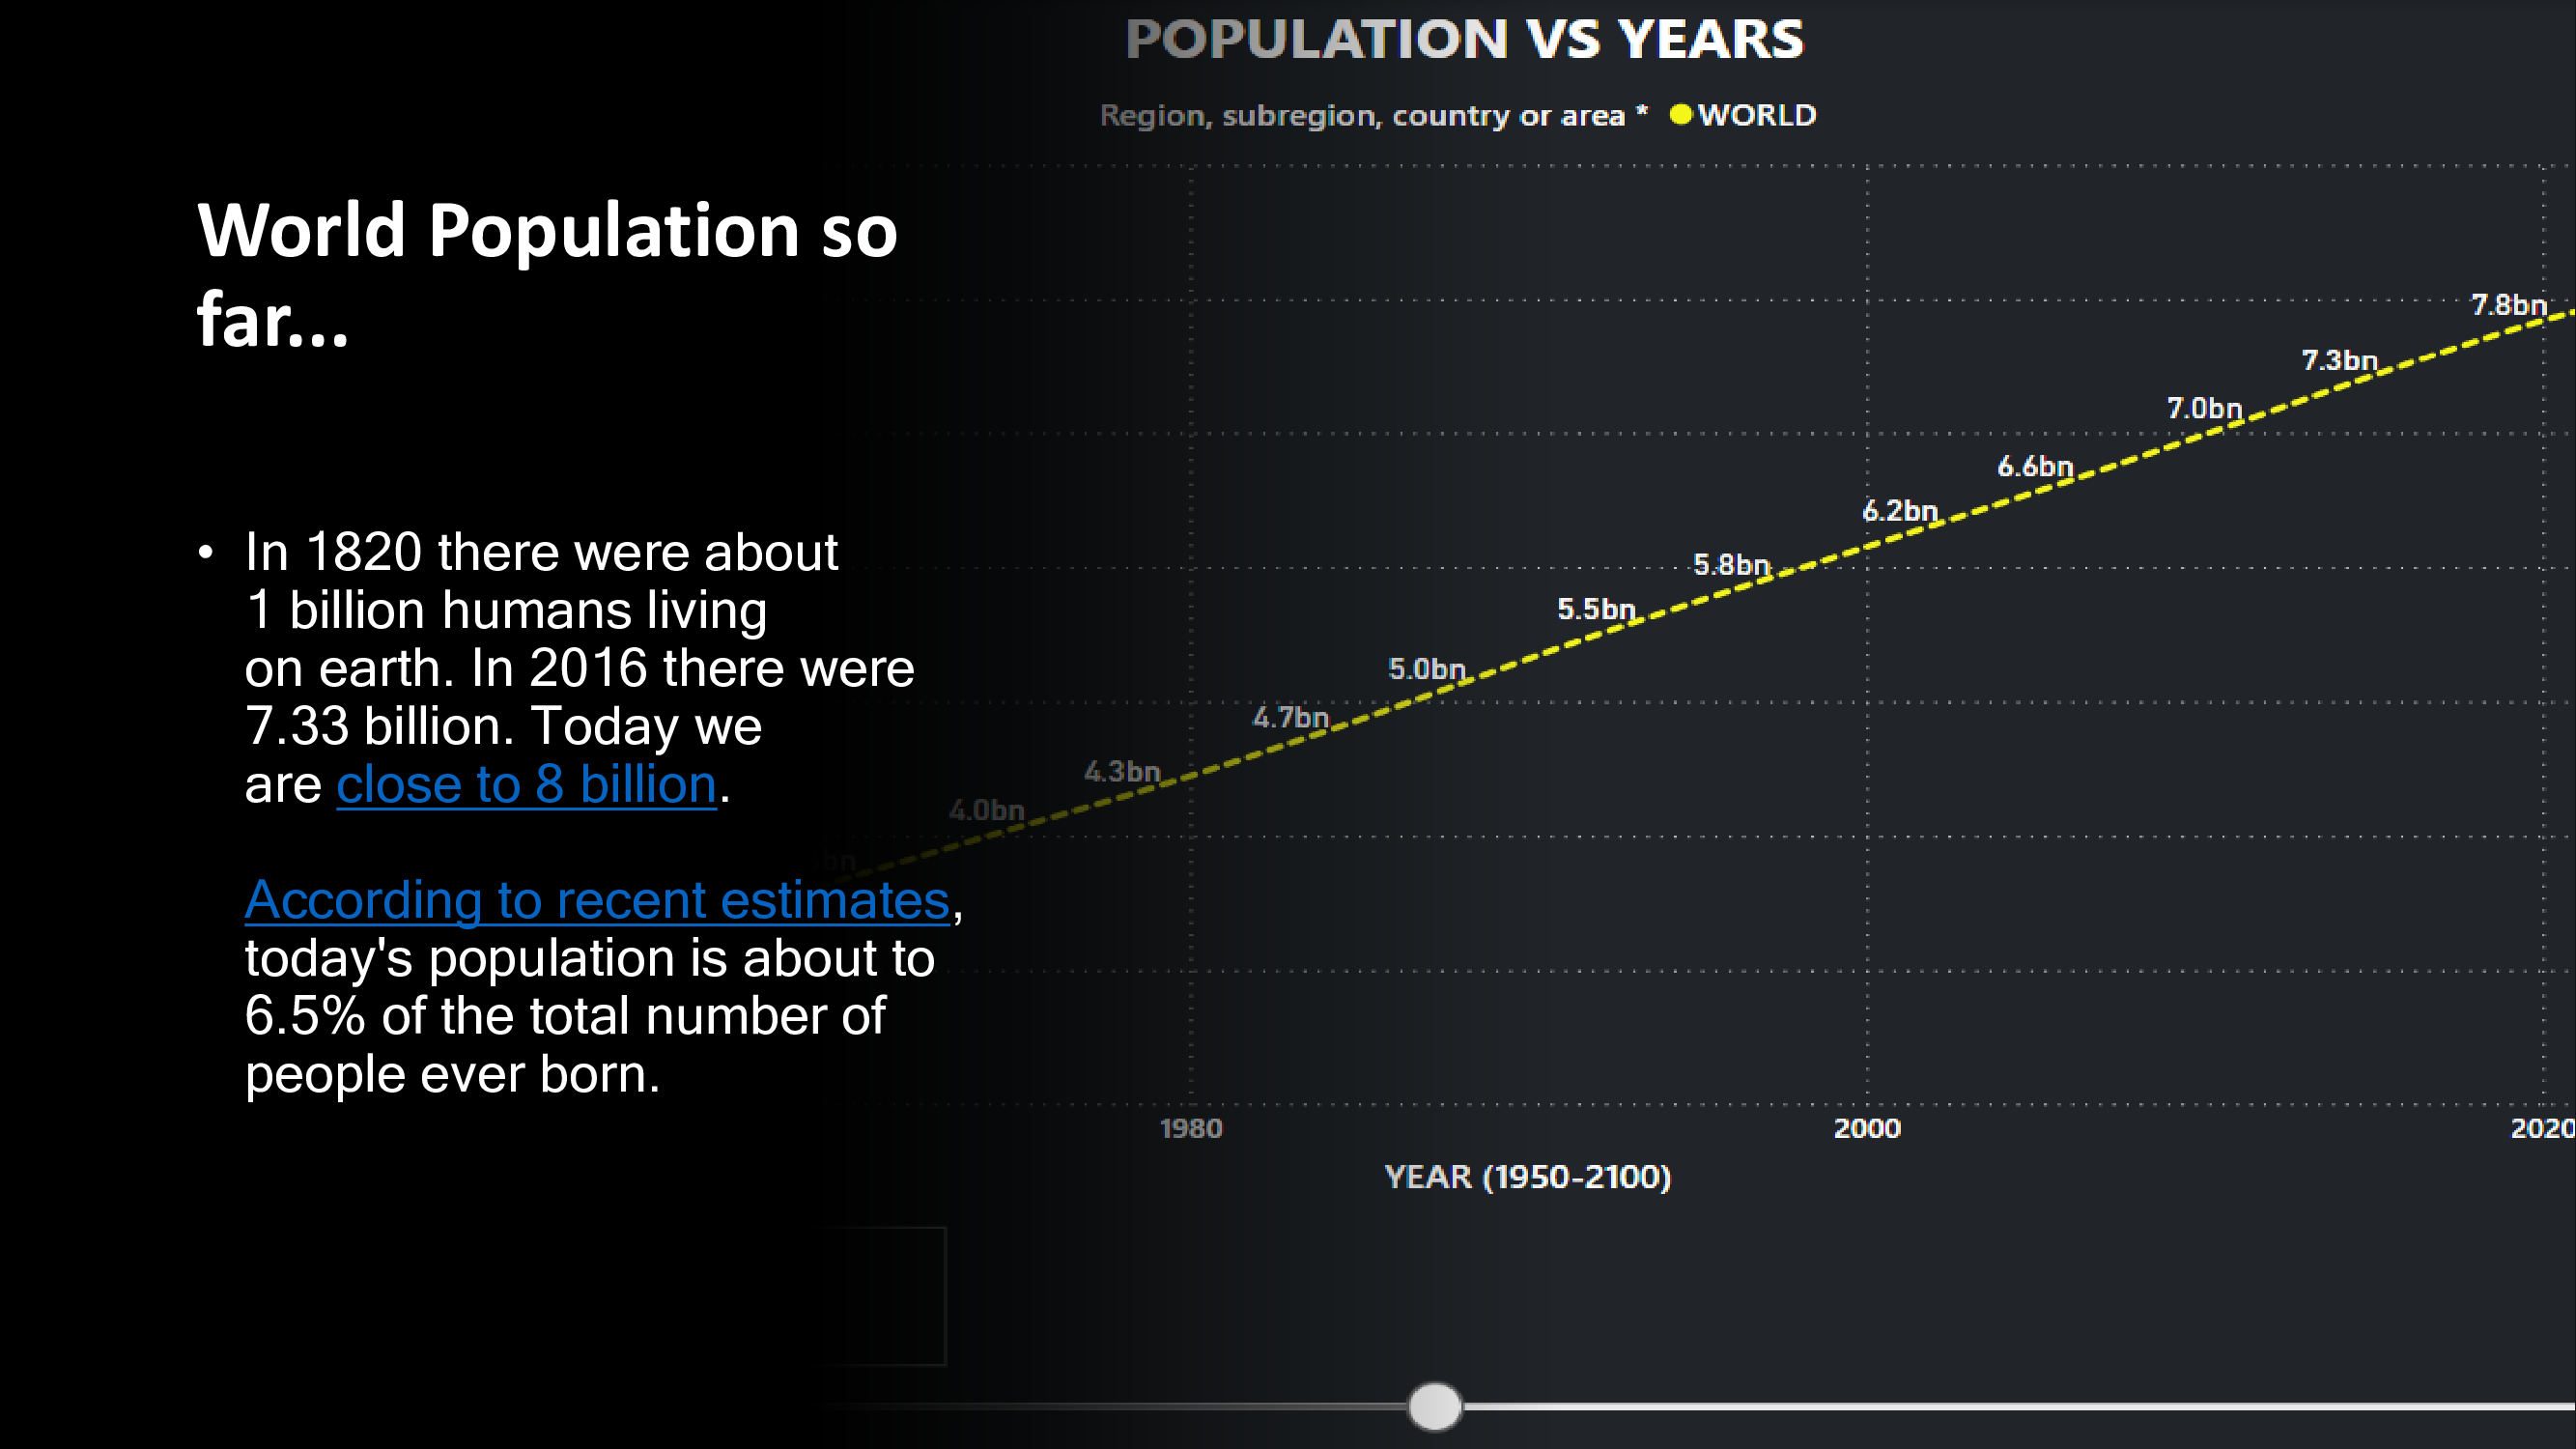 World Population so
far...
• In 1820 there were about
1 billion humans living
on earth. In 2016 there were
7.33 billion. Today we
are close to 8 billion.
According to recent estimates,
today's population is about to
6.5% of the total number of
people ever born.
POPULATION VS YEARS
Region, subregion, country or area * WORLD
7.8bn
7.3bn
7.0bn
6.6bn
6.2bn
5.8bn
5.5bn
5.0bn
4.7bn
4.3bn
4.0bn
1980 2000 2020
YEAR (1950-2100)